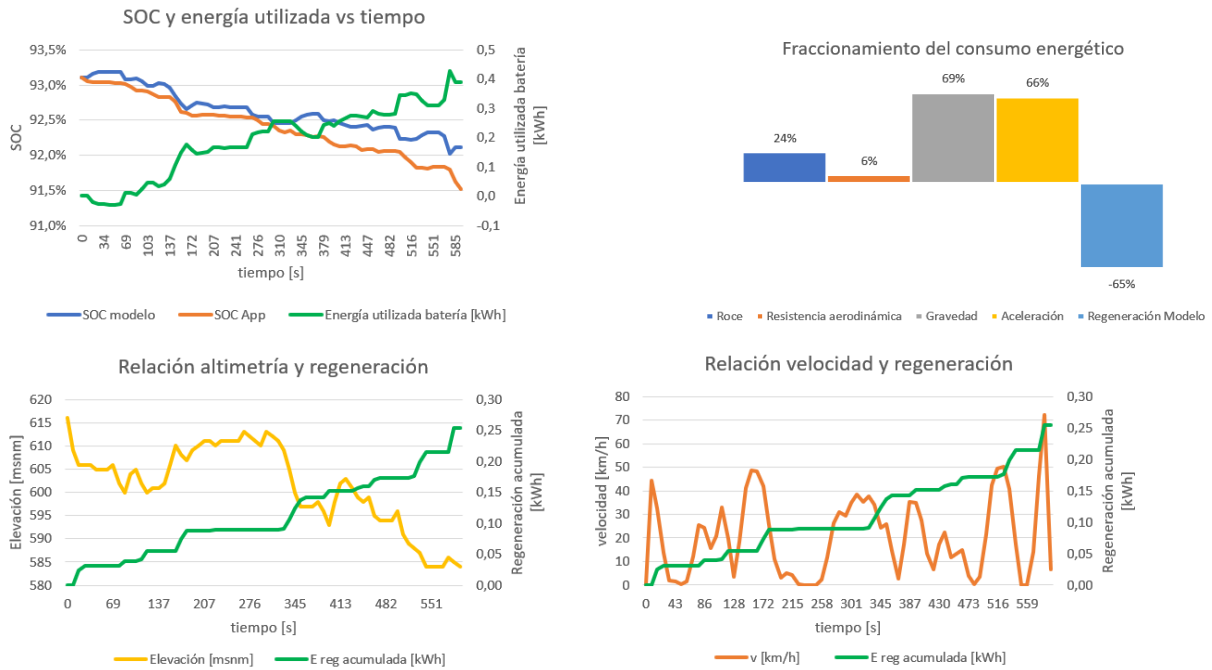 SOC y energía utilizada vs tiempo
93,5%
93,0%
92,5%
92,0%
91,5%
91,0%
SOC
0,5
0,4
0,3
0,2
0,1
0,0
-0,1
Energía utilizada batería
[kWh]
0 34 69 103 137 171 207 241 276 310 345 379 413 447 482 516 551 585
tiempo [s]
SOC modelo SOC App Energía utilizada batería [kWh]
Fraccionamiento del consumo energético
24%
6%
69%
66%
-65%
Roce Resistencia aerodinámica Gravedad Aceleración Regeneración Modelo
Relación altimetría y regeneración
620
615
610
605
600
595
590
585
580
Elevación [msnm]
0,30
0,25
0,20
0,15
0,10
0,05
0,00
Regeneración acumulada
[kWh]
0 69 137 207 276 345 413 482 551
tiempo [s]
Elevación [msnm] E reg acumulada [kWh]
Relación velocidad y regeneración
80
70
60
50
40
30
20
10
0
velocidad [km/h]
0,30
0,25
0,20
0,15
0,10
0,05
0,00
Regeneración acumulada
[kWh]
0 43 86 128 172 215 258 301 345 387 430 473 516 559
tiempo [s]
v [km/h] E reg acumulada [kWh]